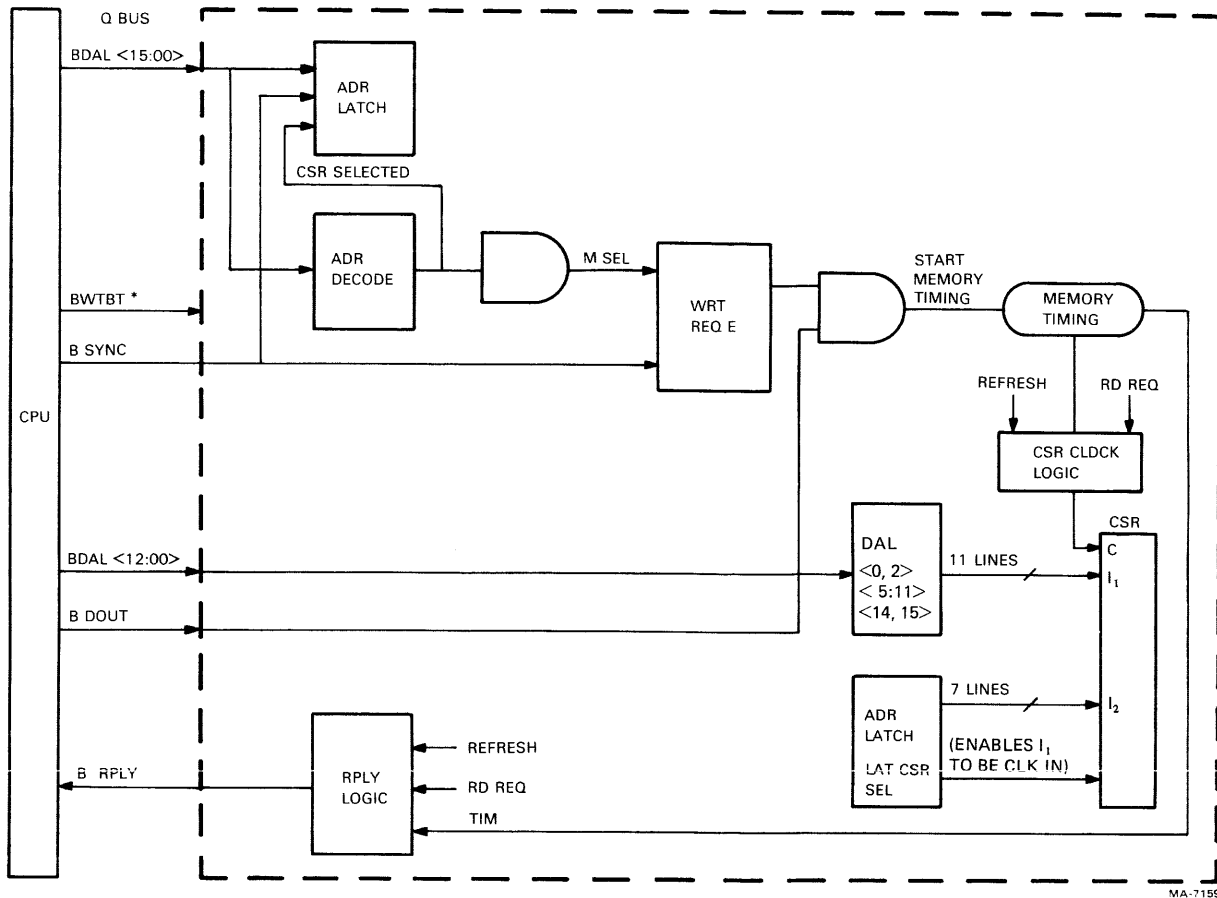 Q BUS
BDAL <15:00>
ADR
LATCH
CSR SELECTED
ADR
DECODE
M SEL
WRT
REQ E
START
MEMORY
TIMING
MEMORY
TIMING
BWTBT *
B SYNC
CPU
REFRESH
RD REQ
CSR CLDCK
LOGIC
CSR
C
I1
I2
BDAL <12:00>
DAL
<0, 2>
< 5:11>
<14, 15>
11 LINES
B DOUT
7 LINES
ADR
LATCH
LAT CSR
SEL
(ENABLES I1
TO BE CLK IN)
B RPLY
RPLY
LOGIC
REFRESH
RD REQ
TIM
MA-7159